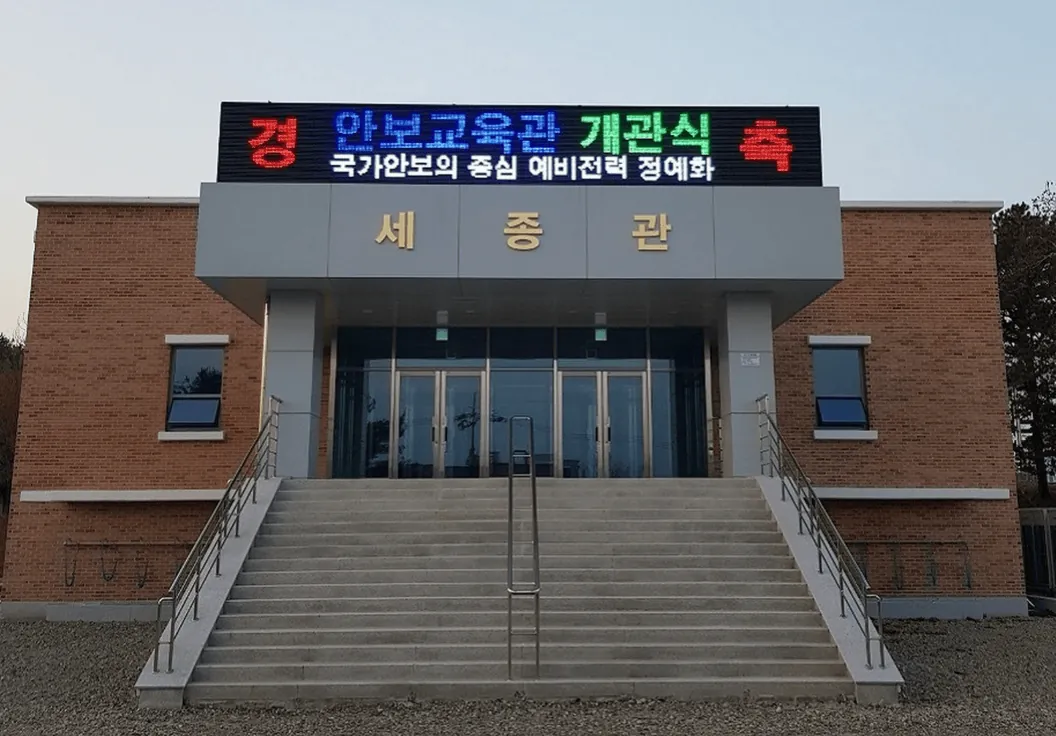 경 안보교육관 개관식 축
국가안보의 중심 예비전력 정예화
세종관